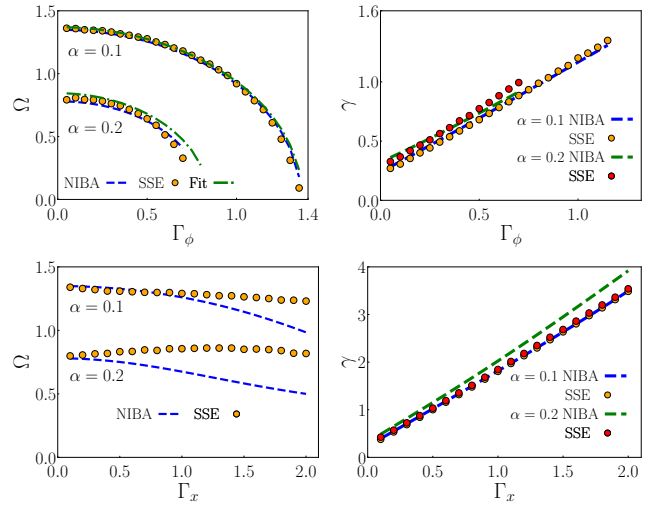 1.5
1.0
0.5
0.0
Ω
α = 0.1
α = 0.2
NIBA SSE Fit
0.0 0.5 1.0 1.4
Γϕ
1.6
1.0
0.5
0.0
γ
α = 0.1 NIBA
SSE
α = 0.2 NIBA
SSE
0.0 0.5 1.0
Γϕ
1.5
1.0
0.5
0.0
Ω
α = 0.1
α = 0.2
NIBA SSE
0.0 0.5 1.0 1.5 2.0
Γx
4
3
2
1
0
γ
α = 0.1 NIBA
SSE
α = 0.2 NIBA
SSE
0.0 0.5 1.0 1.5 2.0
Γx